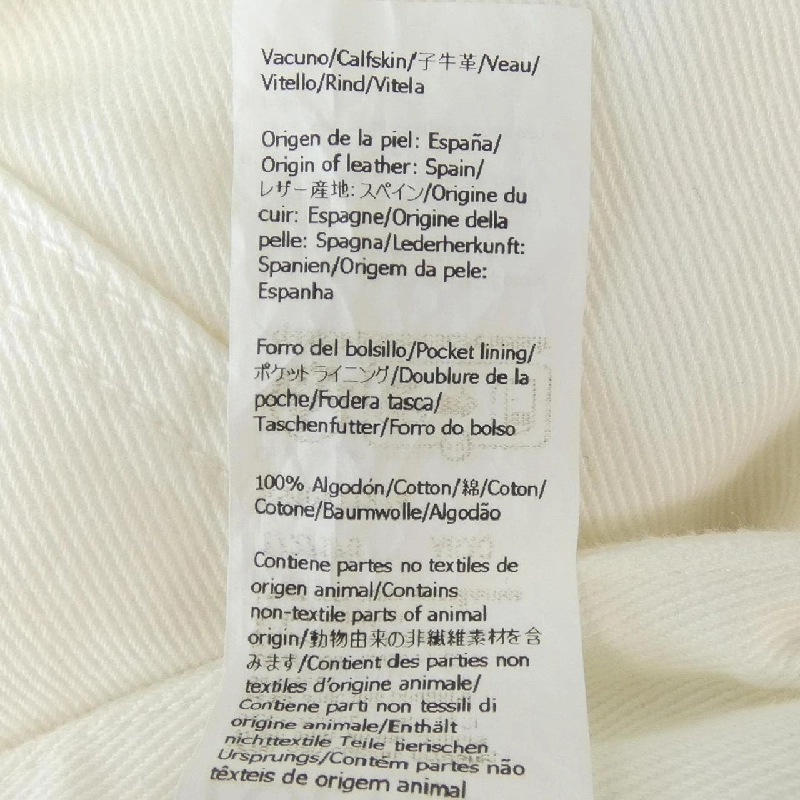 Vacuno/Calfskin/子牛革/Veau/
Vitello/Rind/Vitela
Origen de la piel: España/
Origin of leather: Spain/
レザー産地: スペイン/Origine du
cuir: Espagne/Origine della
pelle: Spagna/Lederherkunft:
Spanien/Origem da pele:
Espanha
Forro del bolsillo/Pocket lining/
ポケットライニング/Doublure de la
poche/Fodera tasca/
Taschenfutter/Forro do bolso
100% Algodón/Cotton/綿/Coton/
Cotone/Baumwolle/Algodão
Contiene partes no textiles de
origen animal/Contains
non-textile parts of animal
origin/動物由来の非繊維素材を含
みます/Contient des parties non
textiles d'origine animale/
Contiene parti non tessili di
origine animale/Enthält
nichttextile Teile tierischen
Ursprungs/Contém partes não
têxteis de origem animal